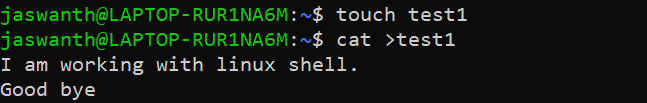 jaswanth@LAPTOP-RUR1NA6M:~$ touch test1
jaswanth@LAPTOP-RUR1NA6M:~$ cat >test1
I am working with linux shell.
Good bye